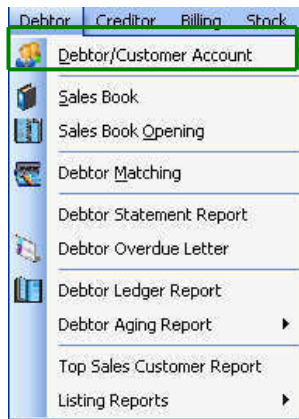 Debtor Creditor Billing Stock
Debtor/Customer Account
Sales Book
Sales Book Opening
Debtor Matching
Debtor Statement Report
Debtor Overdue Letter
Debtor Ledger Report
Debtor Aging Report
Top Sales Customer Report
Listing Reports